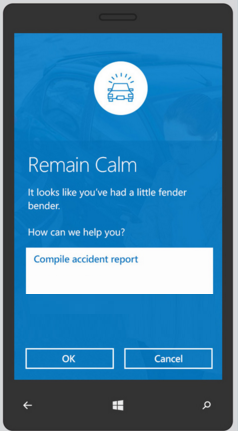 Remain Calm
It looks like you've had a little fender
bender.
How can we help you?
Compile accident report
OK
Cancel